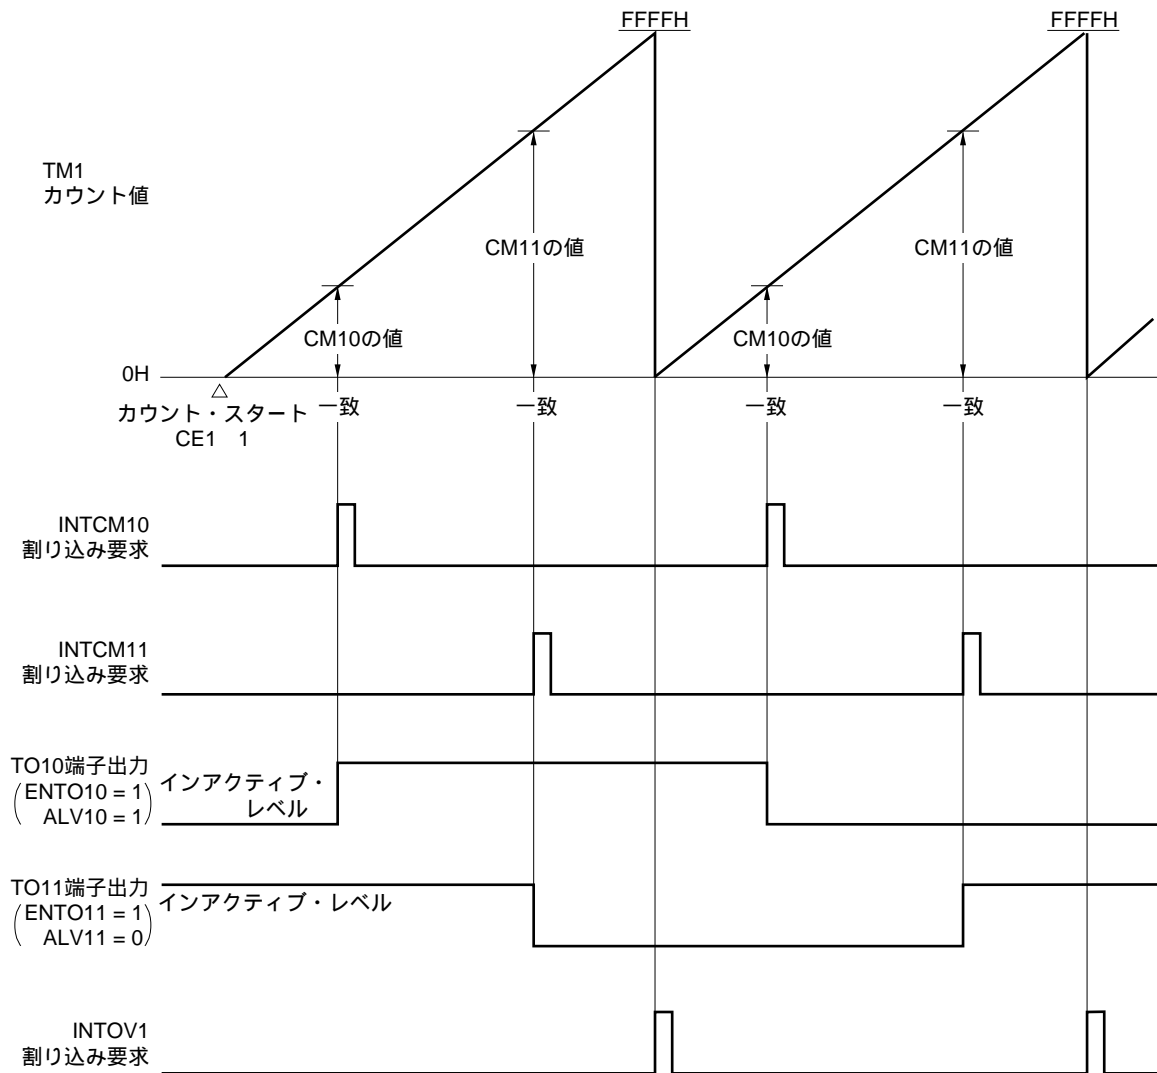 FFFFH
FFFFH
TM1
カウント値
CM11の値
CM11の値
CM10の値
CM10の値
0H
△
カウント・スタート
CE1 1
一致
一致
一致
一致
INTCM10
割り込み要求
INTCM11
割り込み要求
TO10端子出力
(ENTO10 = 1
ALV10 = 1)
インアクティブ・
レベル
TO11端子出力
(ENTO11 = 1
ALV11 = 0)
インアクティブ・レベル
INTOV1
割り込み要求